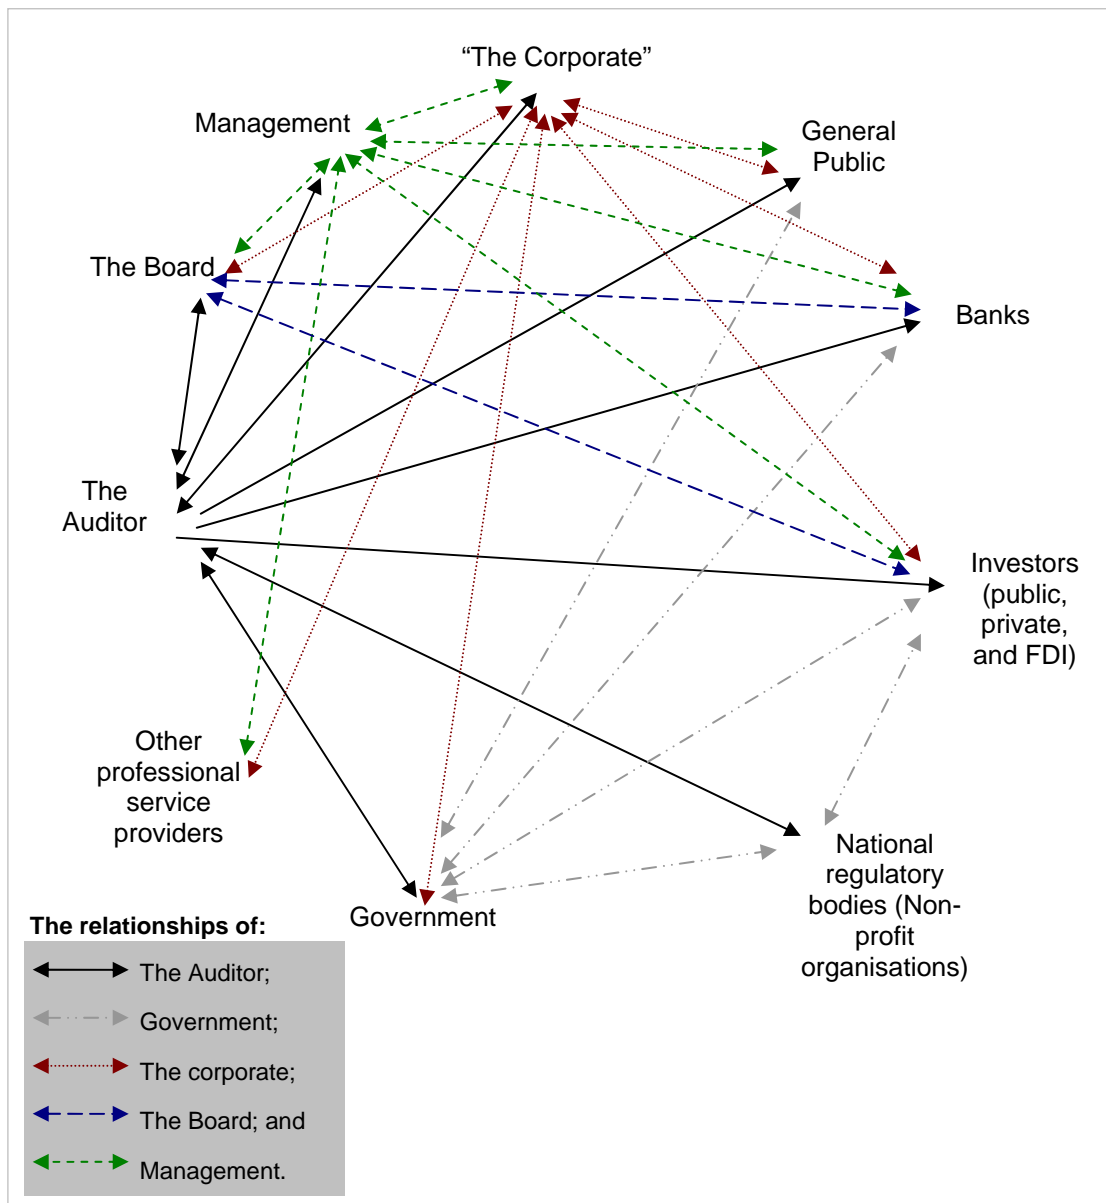 “The Corporate”
Management
General
Public
The Board
Banks
The
Auditor
Investors
(public,
private,
and FDI)
Other
professional
service
providers
National
regulatory
bodies (Non-
profit
organisations)
Government
The relationships of:
The Auditor;
Government;
The corporate;
The Board; and
Management.